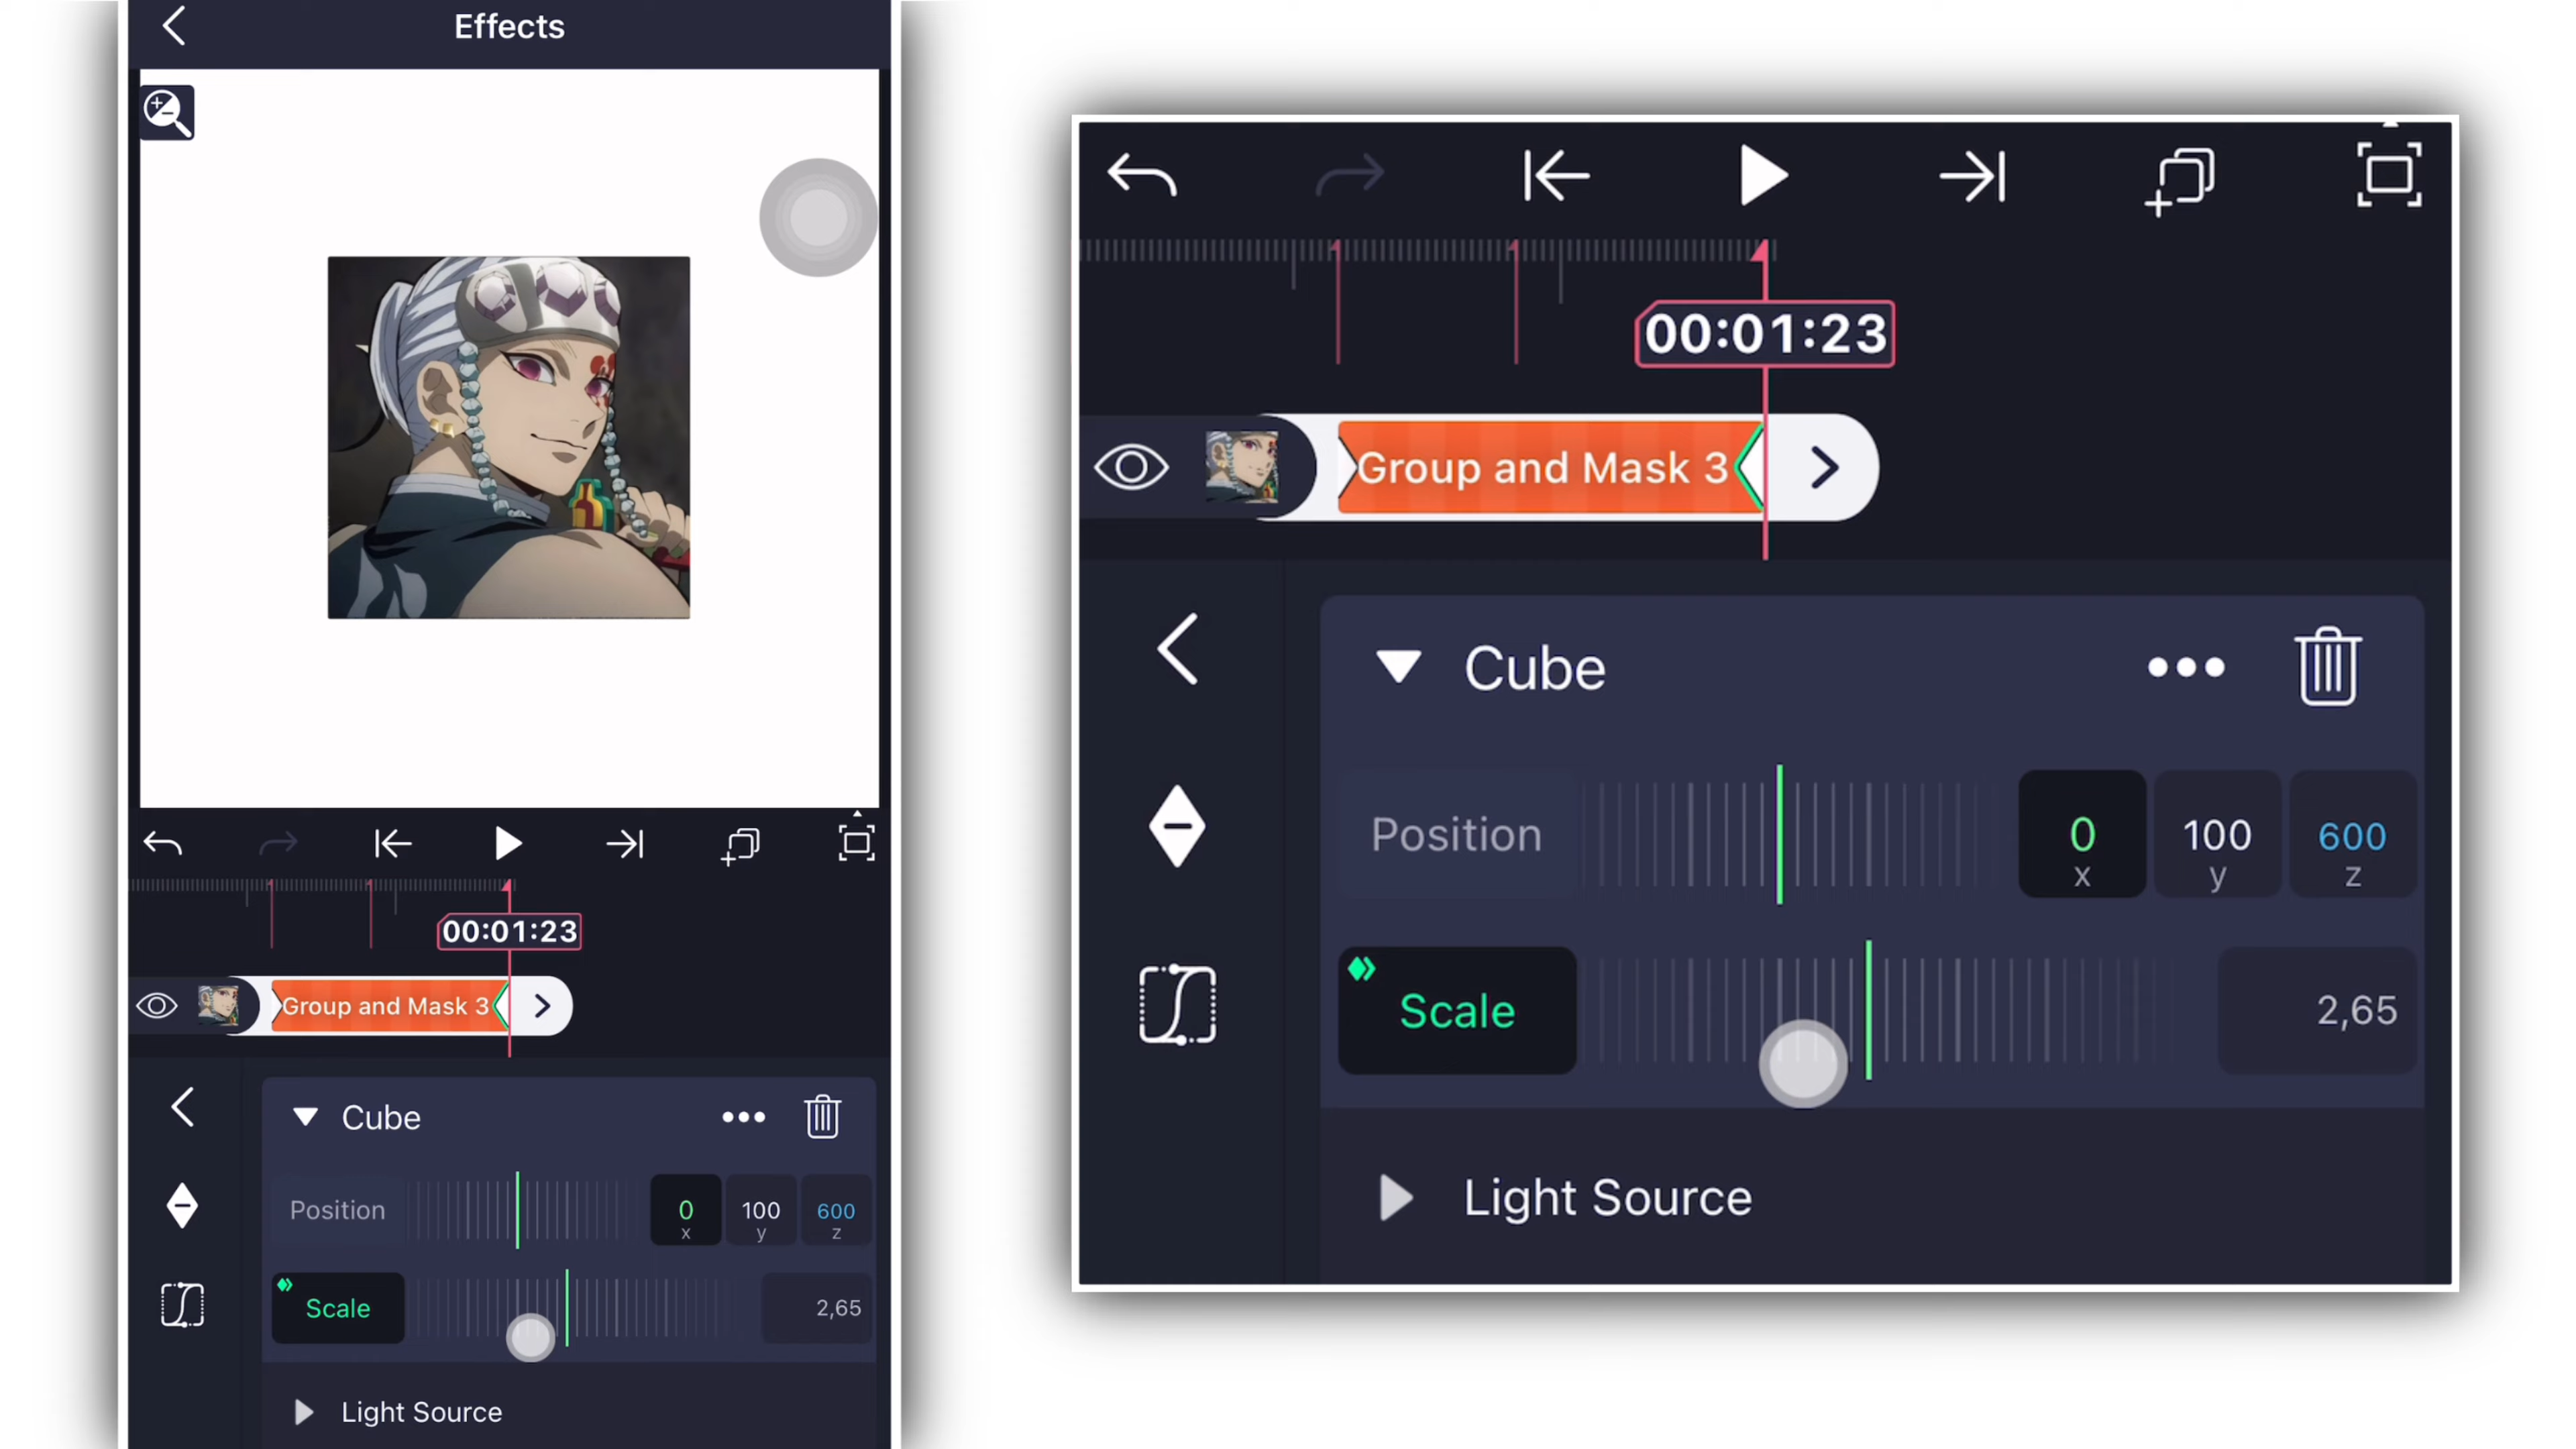 Effects
00:01:23
Group and Mask 3
Cube
Position 0 100 600
x y z
Scale 2,65
Light Source
00:01:23
Group and Mask 3
Cube
Position 0 100 600
x y z
Scale 2,65
Light Source